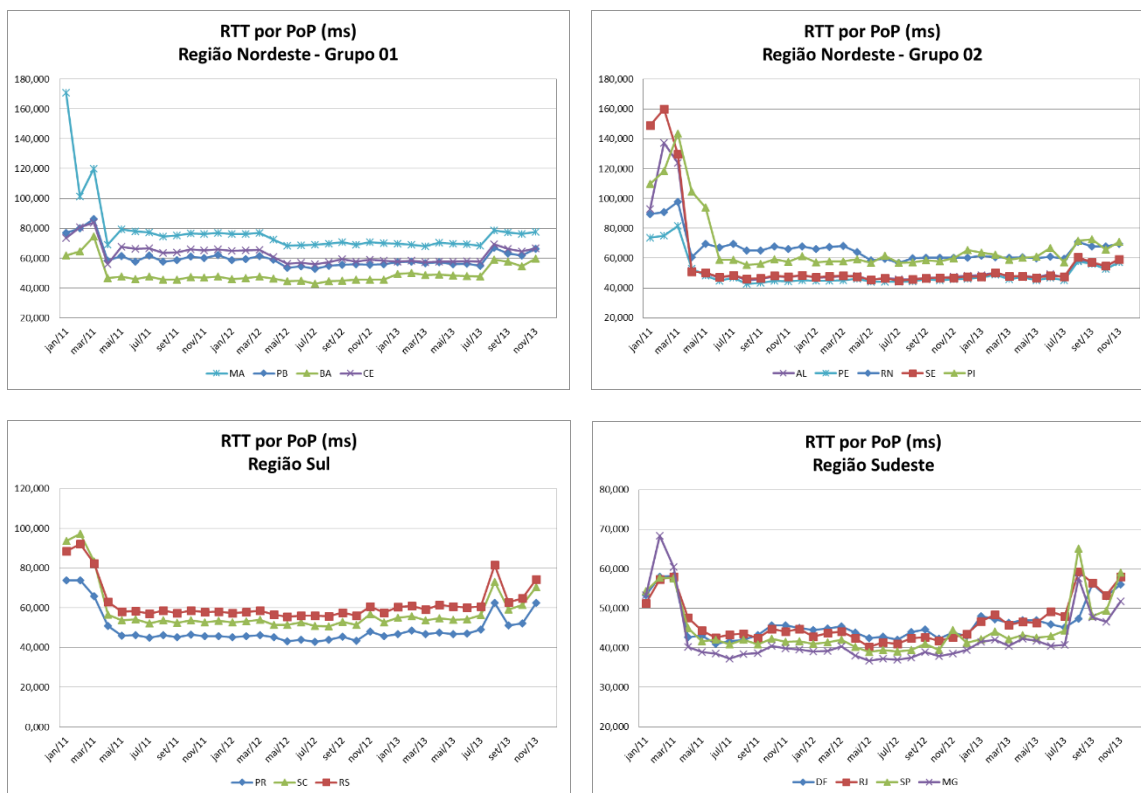 RTT por PoP (ms)
Região Nordeste - Grupo 01
180,000
160,000
140,000
120,000
100,000
80,000
60,000
40,000
20,000
jan/11 mar/11 mai/11 jul/11 set/11 nov/11 jan/12 mar/12 mai/12 jul/12 set/12 nov/12 jan/13 mar/13 mai/13 jul/13 set/13 nov/13
MA PB BA CE
RTT por PoP (ms)
Região Nordeste - Grupo 02
180,000
160,000
140,000
120,000
100,000
80,000
60,000
40,000
20,000
jan/11 mar/11 mai/11 jul/11 set/11 nov/11 jan/12 mar/12 mai/12 jul/12 set/12 nov/12 jan/13 mar/13 mai/13 jul/13 set/13 nov/13
AL PE RN SE PI
RTT por PoP (ms)
Região Sul
120,000
100,000
80,000
60,000
40,000
20,000
0,000
jan/11 mar/11 mai/11 jul/11 set/11 nov/11 jan/12 mar/12 mai/12 jul/12 set/12 nov/12 jan/13 mar/13 mai/13 jul/13 set/13 nov/13
PR SC RS
RTT por PoP (ms)
Região Sudeste
80,000
70,000
60,000
50,000
40,000
30,000
20,000
jan/11 mar/11 mai/11 jul/11 set/11 nov/11 jan/12 mar/12 mai/12 jul/12 set/12 nov/12 jan/13 mar/13 mai/13 jul/13 set/13 nov/13
DF RJ SP MG